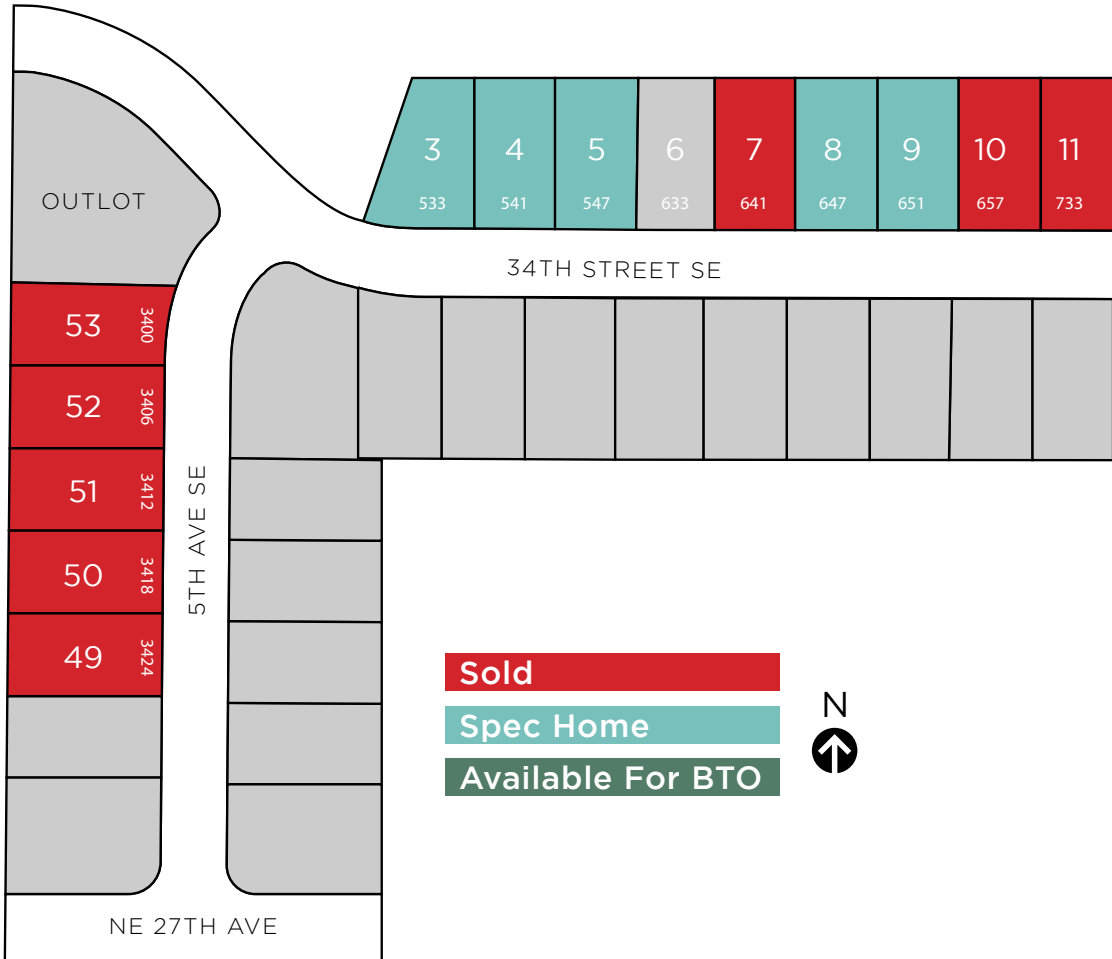 3 4 5 6 7 8 9 10 11
533 541 547 633 641 647 651 657 733
OUTLOT
34TH STREET SE
53 3400
52 3406
51 3412
50 3418
49 3424
5TH AVE SE
Sold
Spec Home
Available For BTO
N
NE 27TH AVE